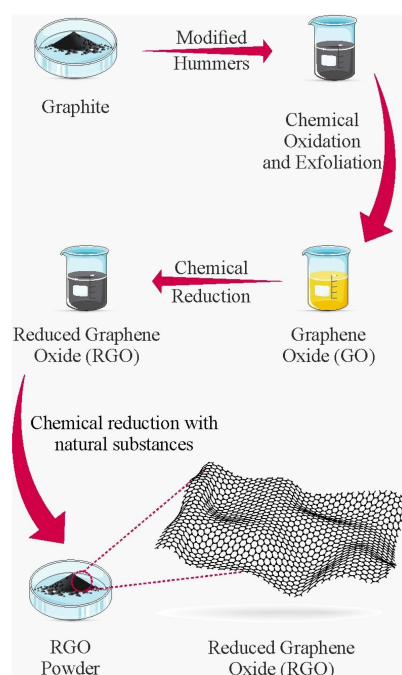 Graphite
Modified
Hummers
Chemical
Oxidation
and Exfoliation
Graphene
Oxide (GO)
Chemical
Reduction
Reduced Graphene
Oxide (RGO)
Chemical reduction with
natural substances
RGO
Powder
Reduced Graphene
Oxide (RGO)